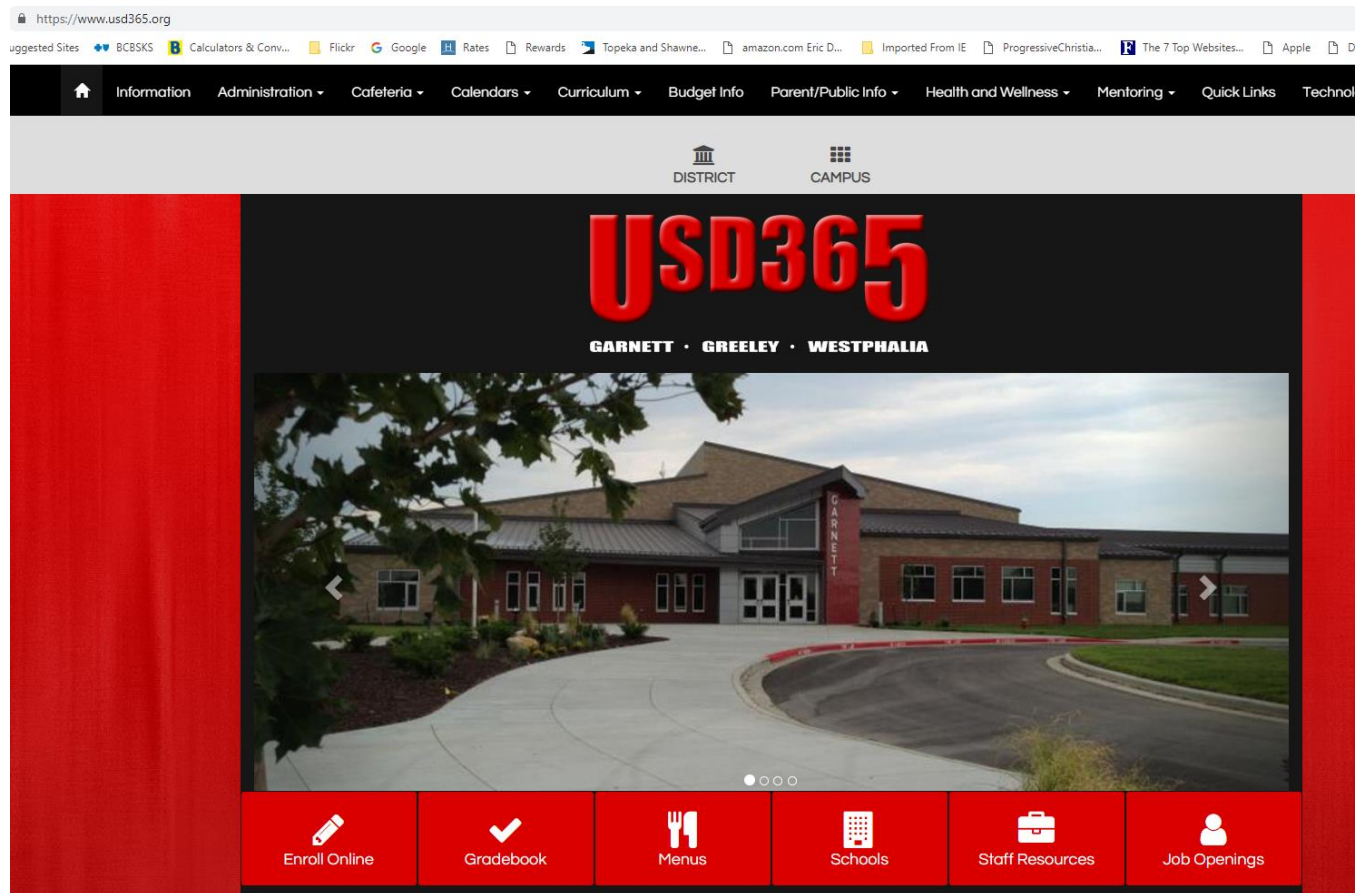 https://www.usd365.org
uggested Sites BCBSKS Calculators & Conv... Flickr Google Rates Rewards Topeka and Shawne... amazon.com Eric D... Imported From IE ProgressiveChristia... The 7 Top Websites... Apple D
Information Administration Cafeteria Calendars Curriculum Budget Info Parent/Public Info Health and Wellness Mentoring Quick Links Technol
DISTRICT CAMPUS
USD365
GARNETT · GREELEY · WESTPHALIA
GARNETT
Enroll Online Gradebook Menus Schools Staff Resources Job Openings